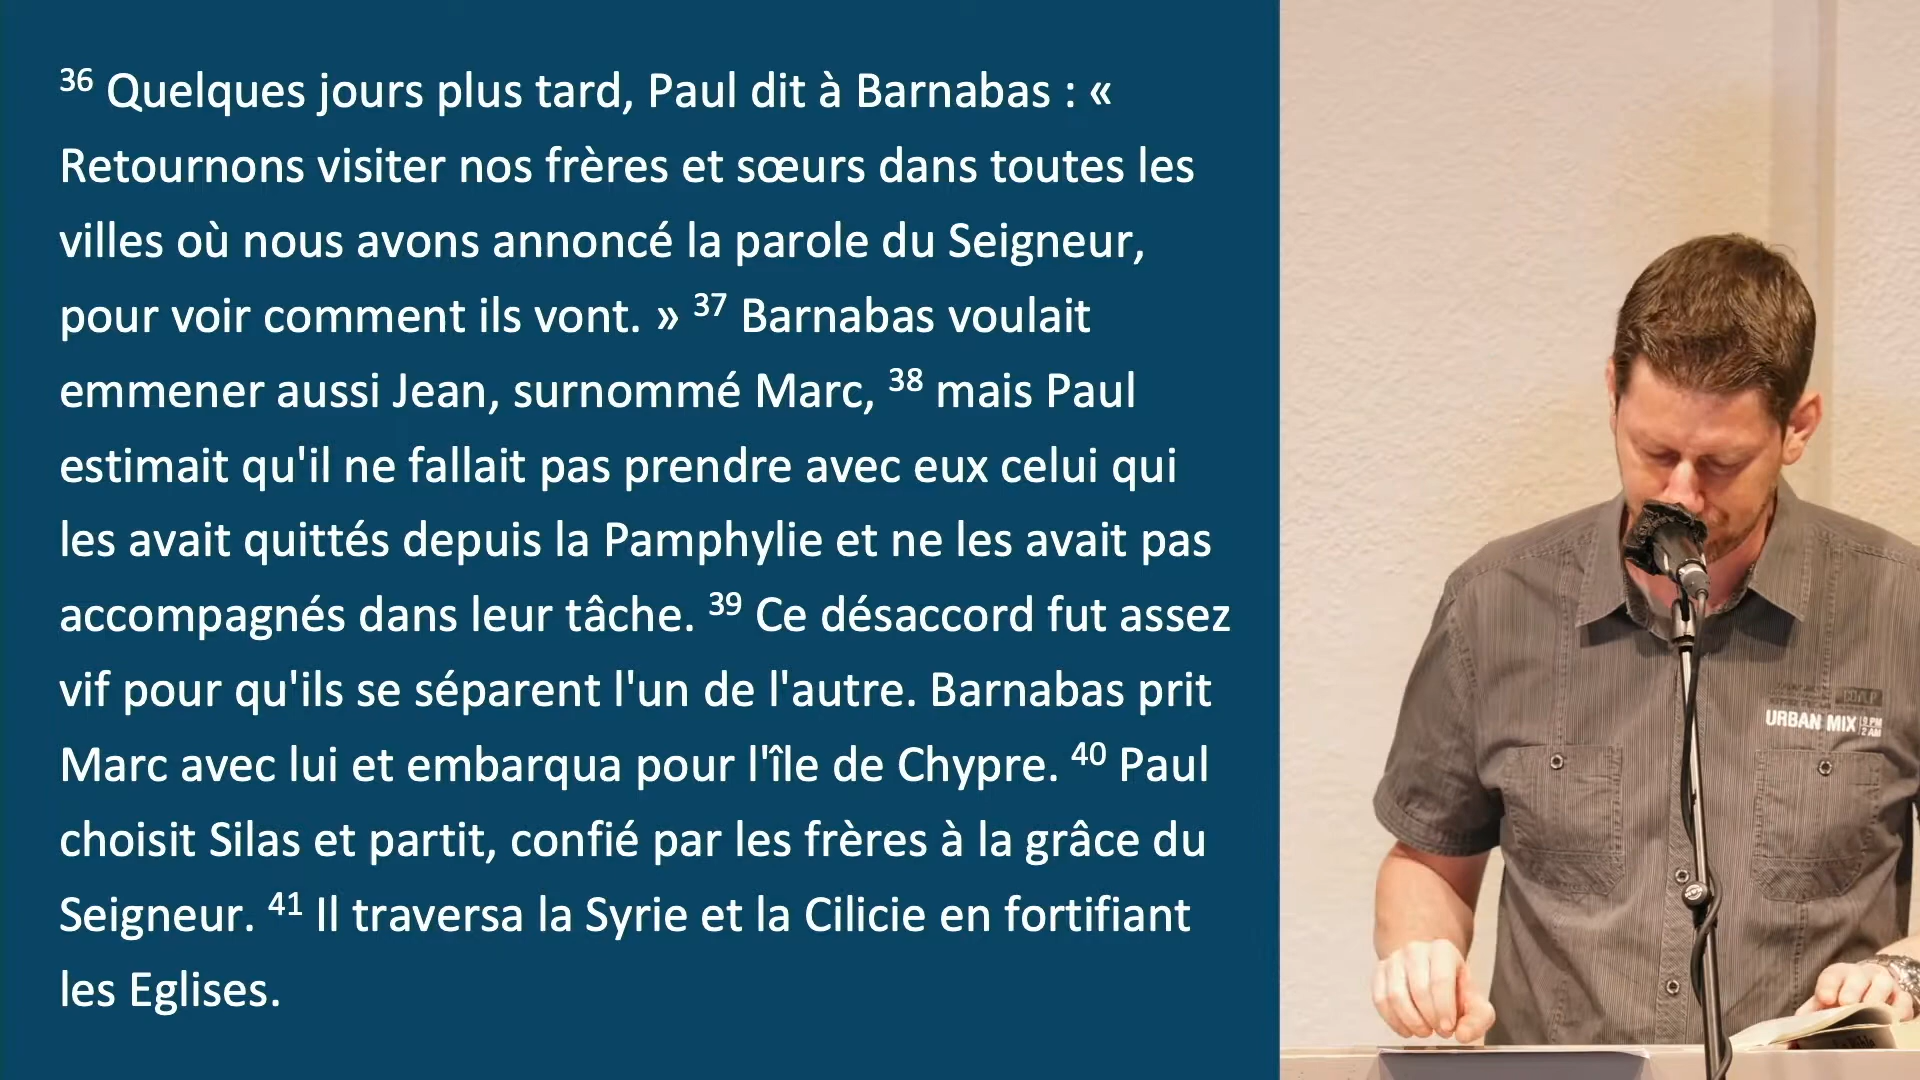 36 Quelques jours plus tard, Paul dit à Barnabas : «
Retournons visiter nos frères et sœurs dans toutes les
villes où nous avons annoncé la parole du Seigneur,
pour voir comment ils vont. » 37 Barnabas voulait
emmener aussi Jean, surnommé Marc, 38 mais Paul
estimait qu'il ne fallait pas prendre avec eux celui qui
les avait quittés depuis la Pamphylie et ne les avait pas
accompagnés dans leur tâche. 39 Ce désaccord fut assez
vif pour qu'ils se séparent l'un de l'autre. Barnabas prit
Marc avec lui et embarqua pour l'île de Chypre. 40 Paul
choisit Silas et partit, confié par les frères à la grâce du
Seigneur. 41 Il traversa la Syrie et la Cilicie en fortifiant
les Eglises.
URBAN MIX 9 PM
2 AM